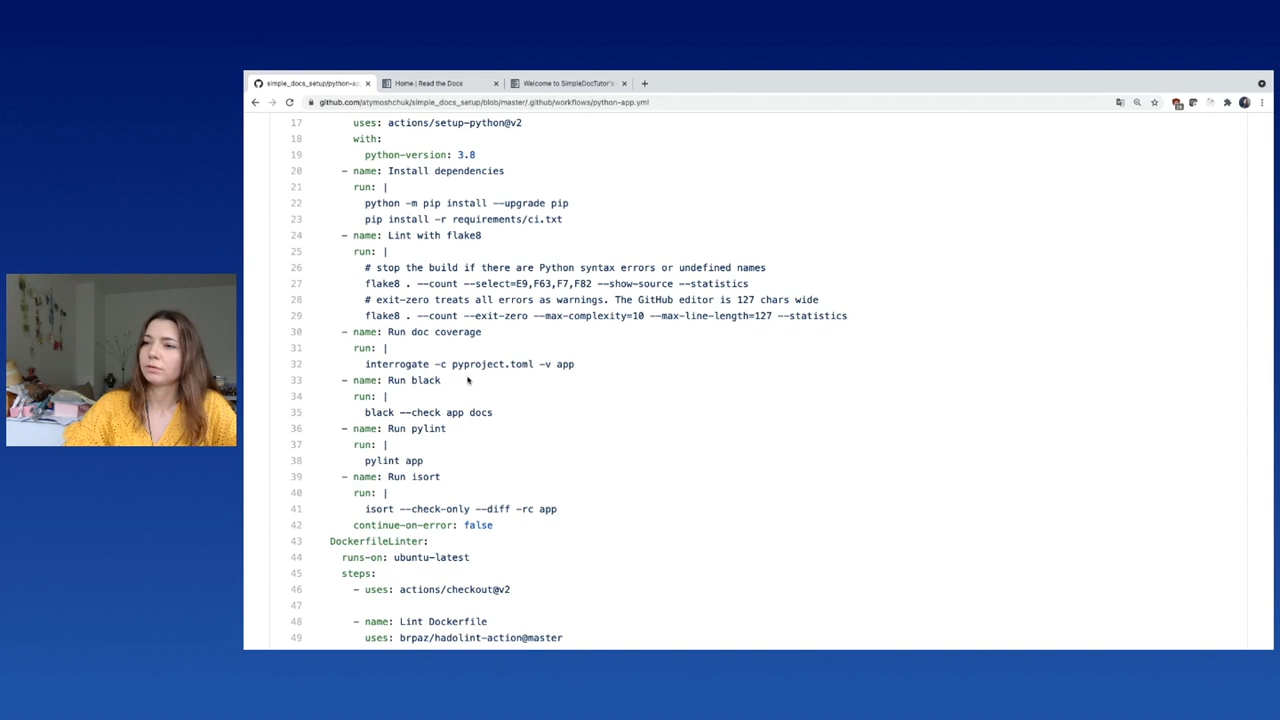 simple_docs_setup/python-ap
Home | Read the Docs
Welcome to SimpleDocTutor's
github.com/atymoshchuk/simple_docs_setup/blob/master/.github/workflows/python-app.yml
17 uses: actions/setup-python@v2
18 with:
19 python-version: 3.8
20 - name: Install dependencies
21 run: |
22 python -m pip install --upgrade pip
23 pip install -r requirements/ci.txt
24 - name: Lint with flake8
25 run: |
26 # stop the build if there are Python syntax errors or undefined names
27 flake8 . --count --select=E9,F63,F7,F82 --show-source --statistics
28 # exit-zero treats all errors as warnings. The GitHub editor is 127 chars wide
29 flake8 . --count --exit-zero --max-complexity=10 --max-line-length=127 --statistics
30 - name: Run doc coverage
31 run: |
32 interrogate -c pyproject.toml -v app
33 - name: Run black
34 run: |
35 black --check app docs
36 - name: Run pylint
37 run: |
38 pylint app
39 - name: Run isort
40 run: |
41 isort --check-only --diff -rc app
42 continue-on-error: false
43 DockerfileLinter:
44 runs-on: ubuntu-latest
45 steps:
46 - uses: actions/checkout@v2
47
48 - name: Lint Dockerfile
49 uses: brpaz/hadolint-action@master